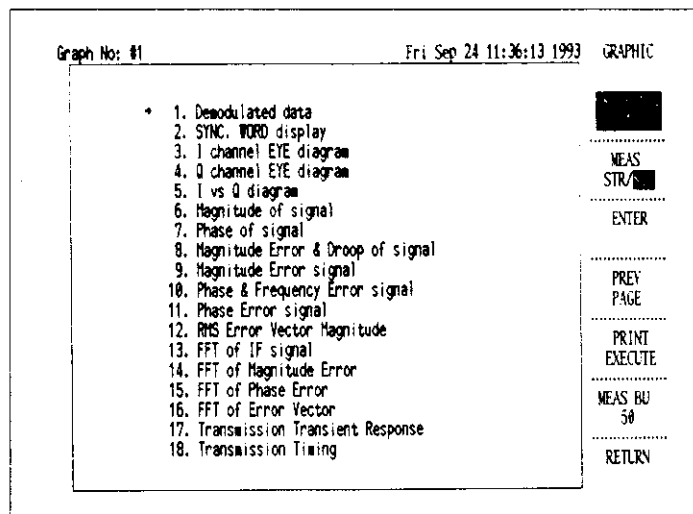 Graph No: #1
Fri Sep 24 11:36:13 1993
GRAPHIC
1. Demodulated data
2. SYNC. WORD display
3. I channel EYE diagram
4. Q channel EYE diagram
5. I vs Q diagram
6. Magnitude of signal
7. Phase of signal
8. Magnitude Error & Droop of signal
9. Magnitude Error signal
10. Phase & Frequency Error signal
11. Phase Error signal
12. RMS Error Vector Magnitude
13. FFT of IF signal
14. FFT of Magnitude Error
15. FFT of Phase Error
16. FFT of Error Vector
17. Transmission Transient Response
18. Transmission Timing
MEAS
STR/
ENTER
PREV
PAGE
PRINT
EXECUTE
MEAS BU
50
RETURN